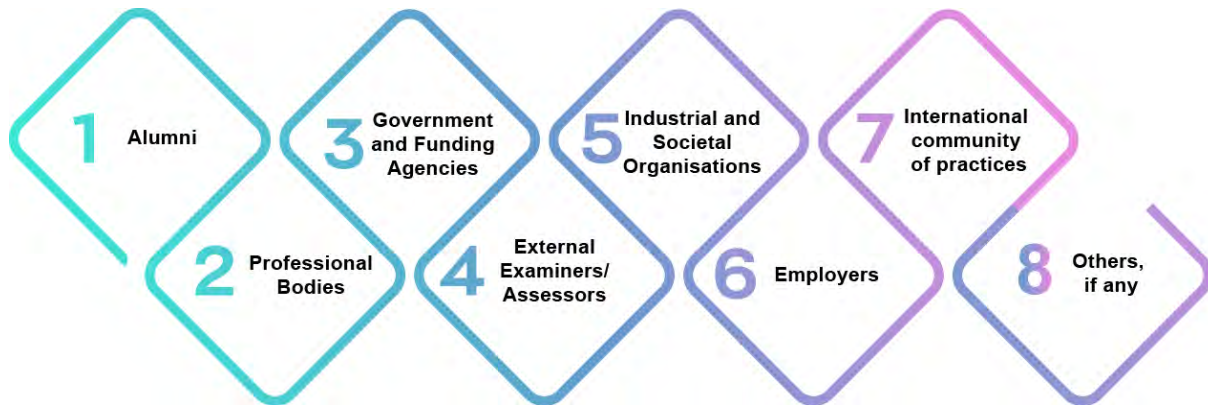 1
Alumni
2
Professional
Bodies
3
Government
and Funding
Agencies
4
External
Examiners/
Assessors
5
Industrial and
Societal
Organisations
6
Employers
7
International
community
of practices
8
Others,
if any